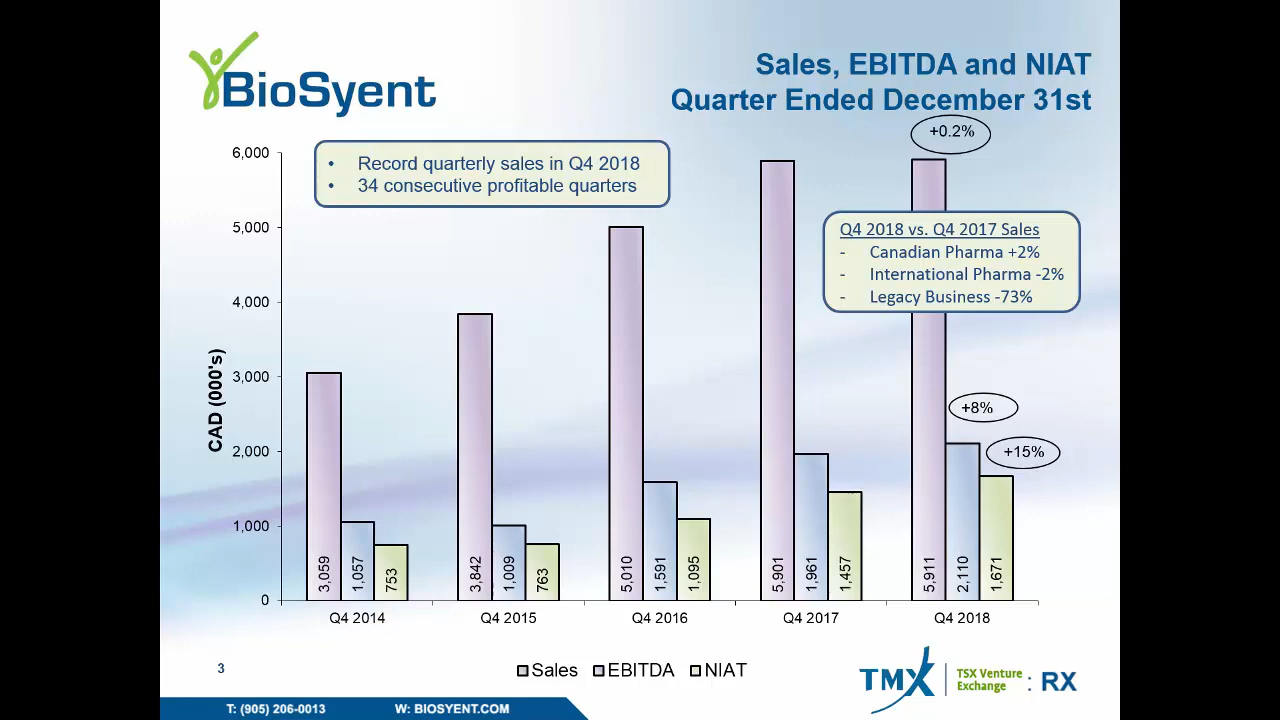 BioSyent
Sales, EBITDA and NIAT
Quarter Ended December 31st
+0.2%
• Record quarterly sales in Q4 2018
• 34 consecutive profitable quarters
Q4 2018 vs. Q4 2017 Sales
- Canadian Pharma +2%
- International Pharma -2%
- Legacy Business -73%
+8%
+15%
CAD (000's)
6,000
5,000
4,000
3,000
2,000
1,000
0
3,059
1,057
753
3,842
1,009
763
5,010
1,591
1,095
5,901
1,961
1,457
5,911
2,110
1,671
Q4 2014
Q4 2015
Q4 2016
Q4 2017
Q4 2018
Sales EBITDA NIAT
3
TMX
TSX Venture
Exchange
: RX
T: (905) 206-0013
W: BIOSYENT.COM